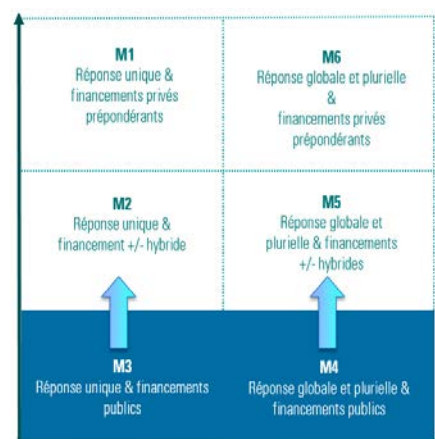 M1
Réponse unique &
financements privés
prépondérants
M6
Réponse globale et plurielle
&
financements privés
prépondérants
M2
Réponse unique &
financement +/- hybride
M5
Réponse globale et
plurielle & financements
+/- hybrides
M3
Réponse unique & financements
publics
M4
Réponse globale et plurielle &
financements publics